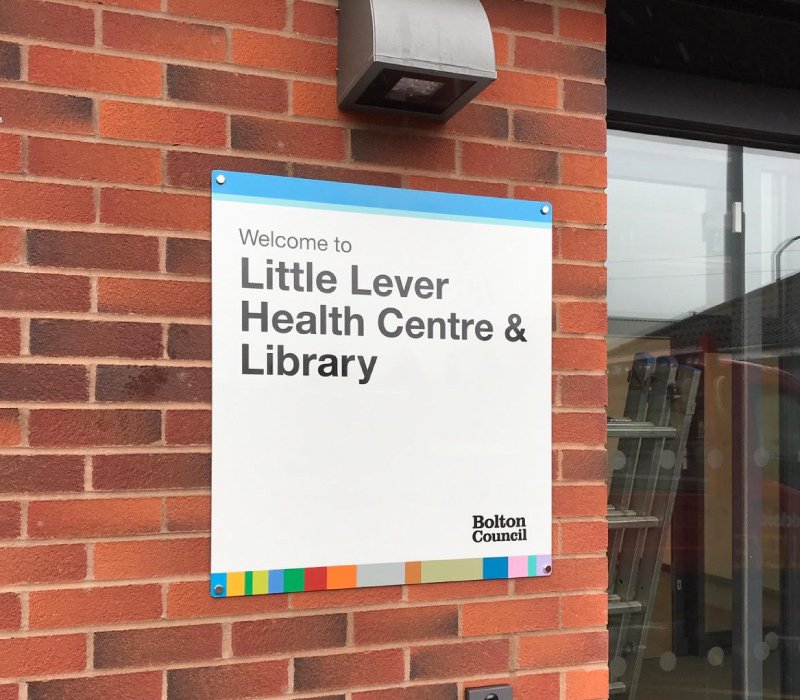 Welcome to
Little Lever
Health Centre &
Library
Bolton
Council